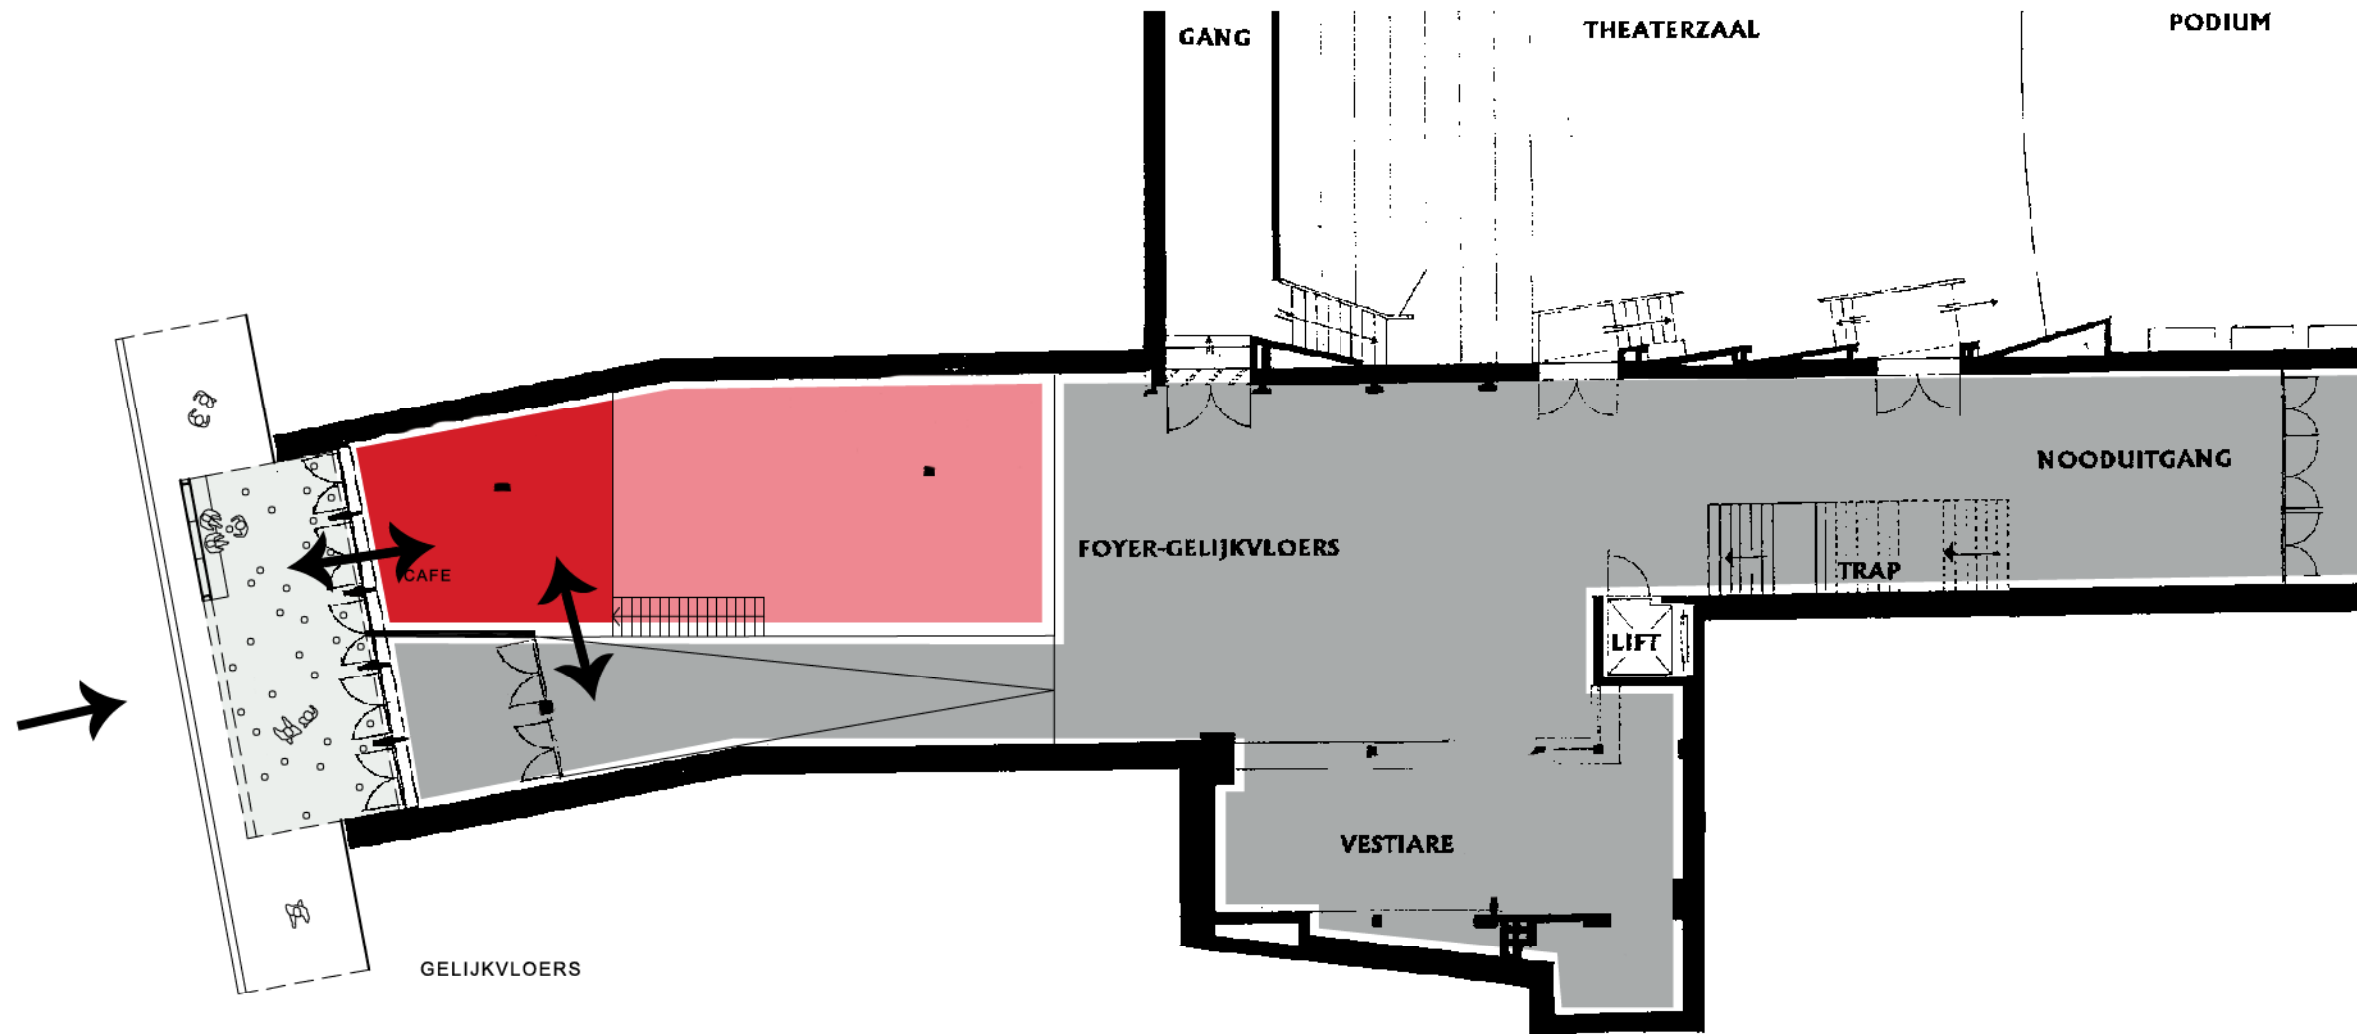 GANG
THEATERZAAL
PODIUM
NOODUITGANG
FOYER-GELIJKVLOERS
CAFE
TRAP
LIFT
VESTIARE
GELIJKVLOERS